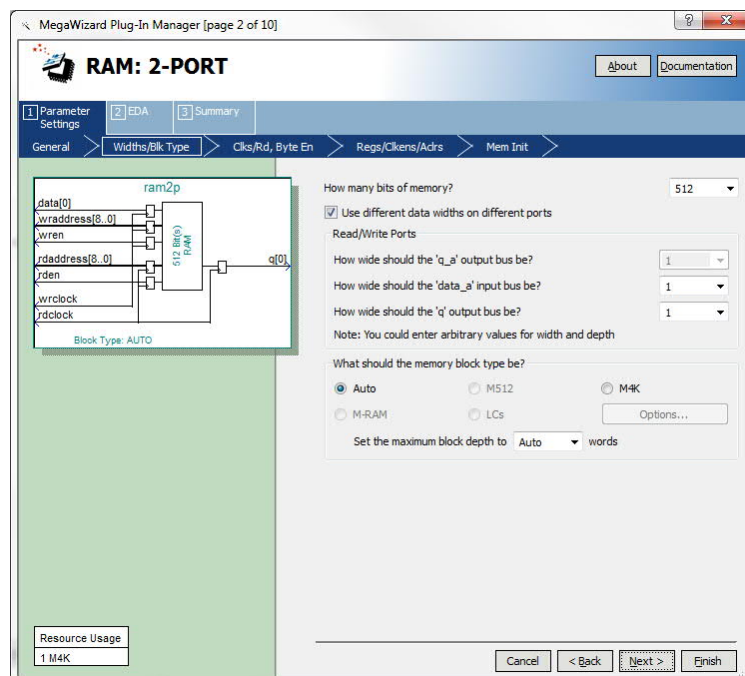 MegaWizard Plug-In Manager [page 2 of 10]
RAM: 2-PORT
About
Documentation
1 Parameter Settings
2 EDA
3 Summary
General
Widths/Blk Type
Clks/Rd, Byte En
Regs/Clkens/Aclrs
Mem Init
ram2p
data[0]
wraddress[8..0]
wren
rdaddress[8..0]
rden
wrclock
rdclock
512 Bit(s)
RAM
q[0]
Block Type: AUTO
How many bits of memory?
512
Use different data widths on different ports
Read/Write Ports
How wide should the 'q_a' output bus be?
1
How wide should the 'data_a' input bus be?
1
How wide should the 'q' output bus be?
1
Note: You could enter arbitrary values for width and depth
What should the memory block type be?
Auto
M512
M4K
M-RAM
LCs
Options...
Set the maximum block depth to Auto words
Resource Usage
1 M4K
Cancel
< Back
Next >
Finish